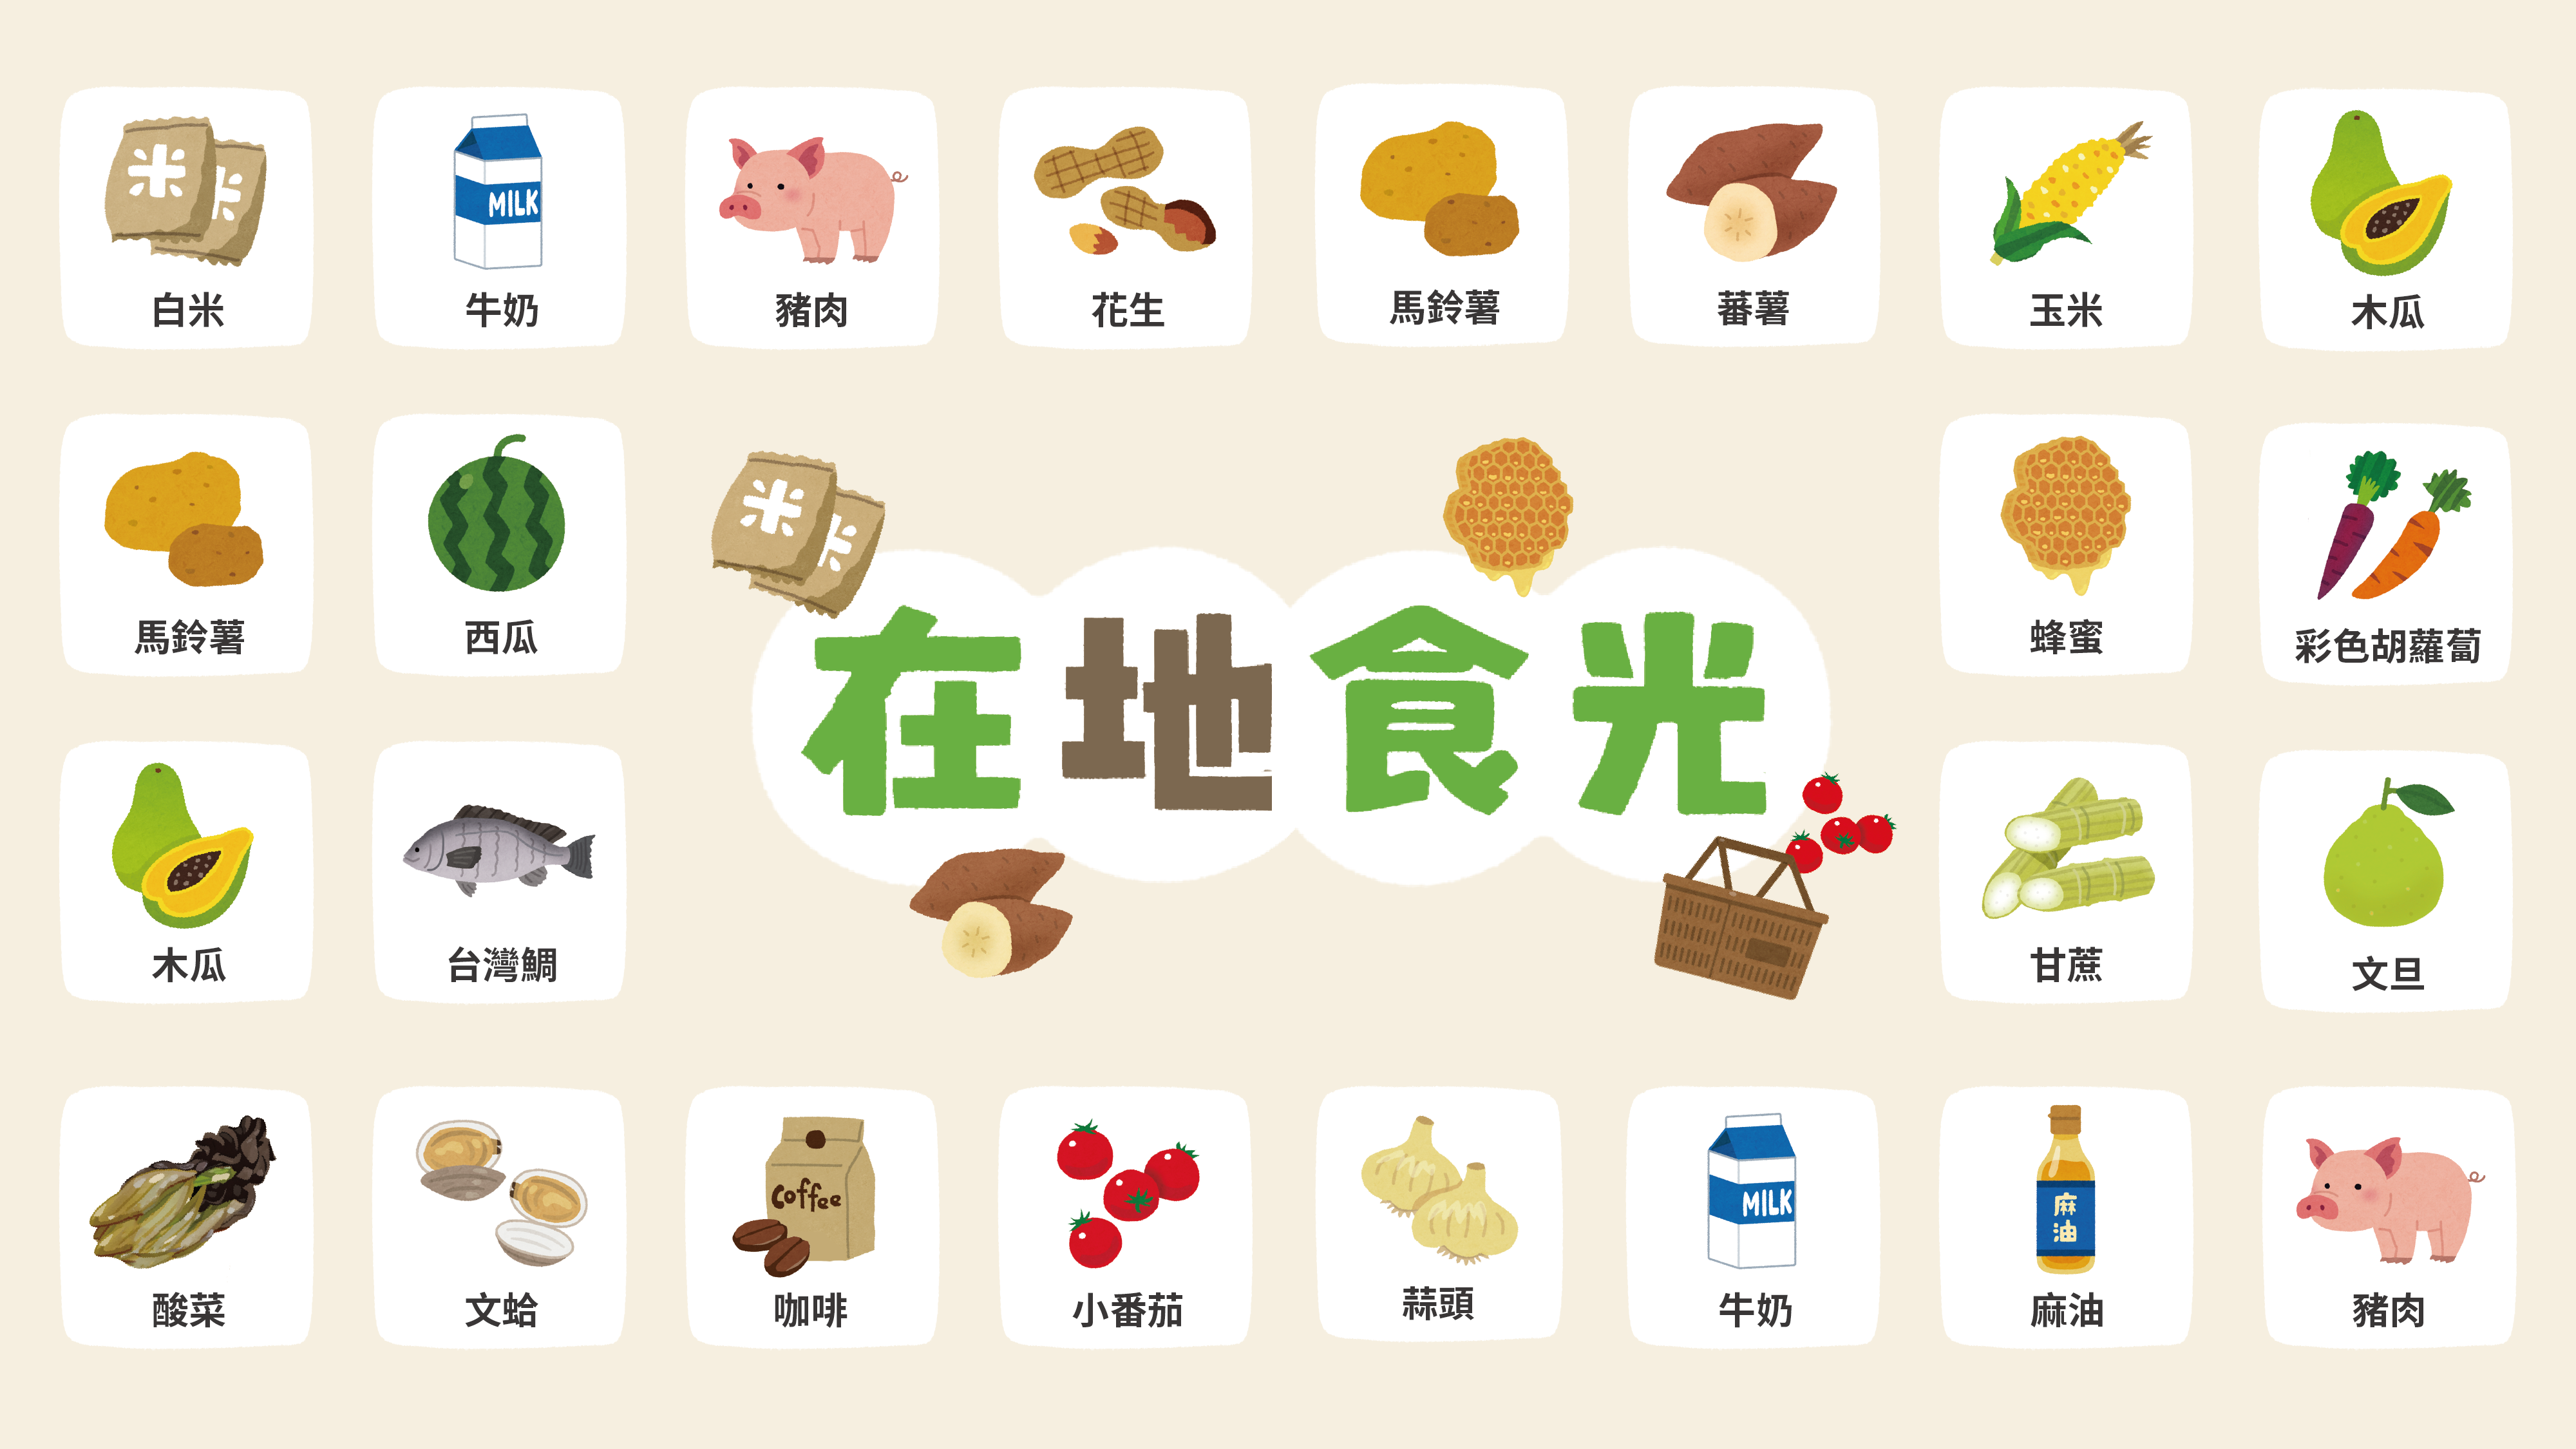 米
米
白米
MILK
牛奶
豬肉
花生
馬鈴薯
蕃薯
玉米
木瓜
馬鈴薯
西瓜
米
米
在地食光
蜂蜜
彩色胡蘿蔔
木瓜
台灣鯛
甘蔗
文旦
酸菜
文蛤
Coffee
咖啡
小番茄
蒜頭
MILK
牛奶
麻油
麻油
豬肉